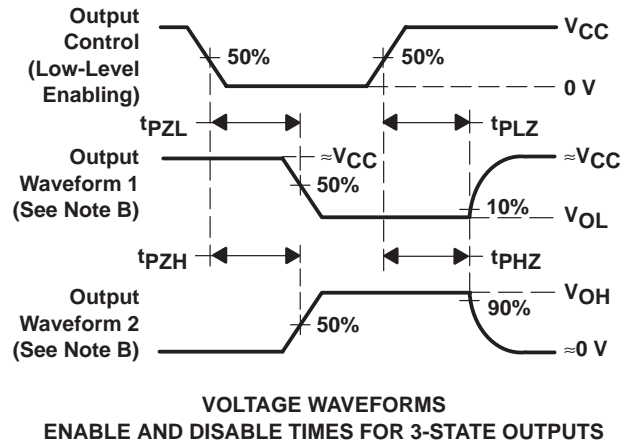 Output
Control
(Low-Level
Enabling)
50%
50%
VCC
0 V
tPZL
tPLZ
Output
Waveform 1
(See Note B)
≈VCC
50%
10%
≈VCC
VOL
tPZH
tPHZ
Output
Waveform 2
(See Note B)
50%
90%
VOH
≈0 V
VOLTAGE WAVEFORMS
ENABLE AND DISABLE TIMES FOR 3-STATE OUTPUTS